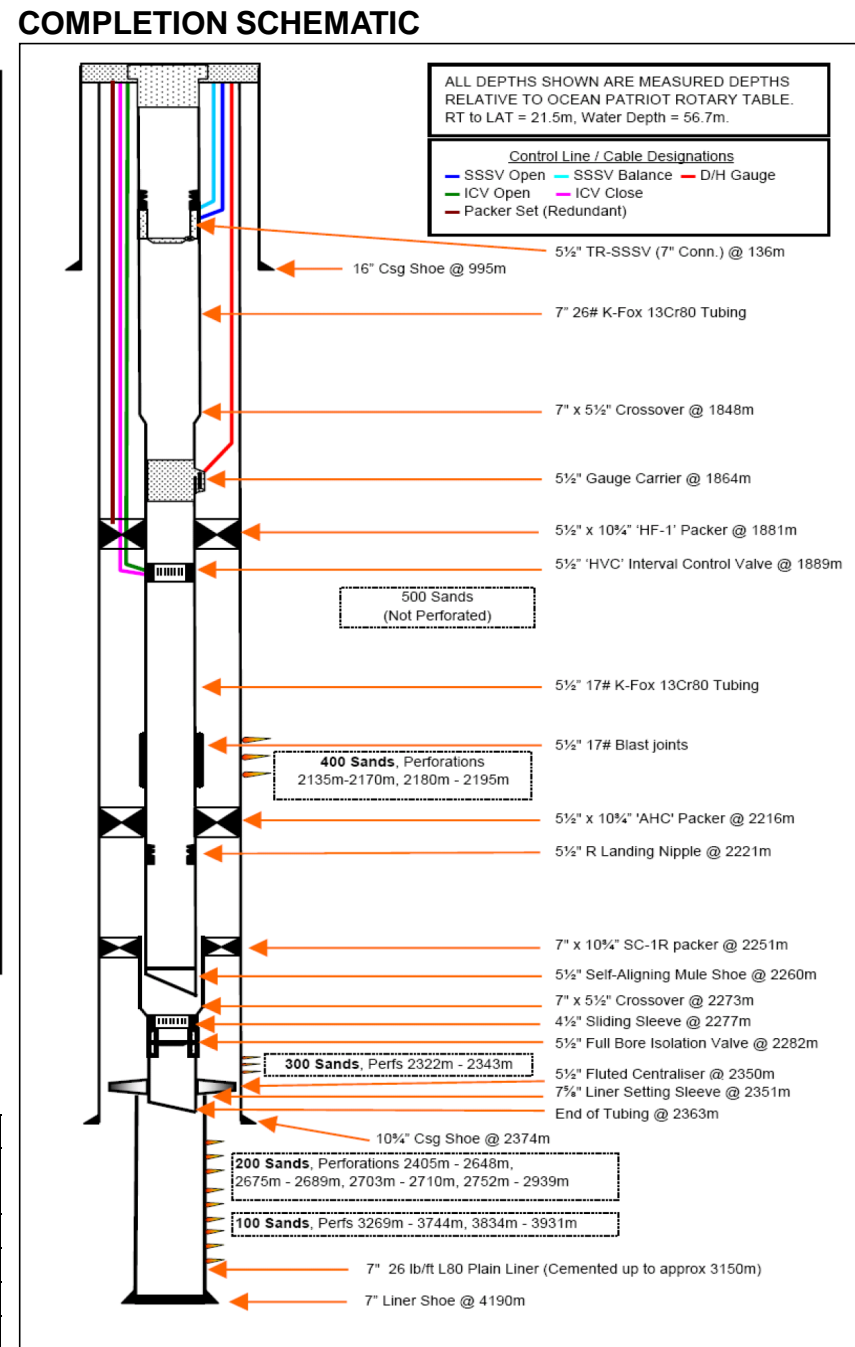 COMPLETION SCHEMATIC
ALL DEPTHS SHOWN ARE MEASURED DEPTHS
RELATIVE TO OCEAN PATRIOT ROTARY TABLE.
RT to LAT = 21.5m, Water Depth = 56.7m.
Control Line / Cable Designations
SSSV Open SSSV Balance D/H Gauge
ICV Open ICV Close
Packer Set (Redundant)
5½" TR-SSSV (7" Conn.) @ 136m
16" Csg Shoe @ 995m
7" 26# K-Fox 13Cr80 Tubing
7" x 5½" Crossover @ 1848m
5½" Gauge Carrier @ 1864m
5½" x 10¾" 'HF-1' Packer @ 1881m
5½" 'HVC' Interval Control Valve @ 1889m
500 Sands
(Not Perforated)
5½" 17# K-Fox 13Cr80 Tubing
5½" 17# Blast joints
400 Sands, Perforations
2135m-2170m, 2180m - 2195m
5½" x 10¾" 'AHC' Packer @ 2216m
5½" R Landing Nipple @ 2221m
7" x 10¾" SC-1R packer @ 2251m
5½" Self-Aligning Mule Shoe @ 2260m
7" x 5½" Crossover @ 2273m
4½" Sliding Sleeve @ 2277m
5½" Full Bore Isolation Valve @ 2282m
300 Sands, Perfs 2322m - 2343m
5½" Fluted Centraliser @ 2350m
7⅝" Liner Setting Sleeve @ 2351m
End of Tubing @ 2363m
10¾" Csg Shoe @ 2374m
200 Sands, Perforations 2405m - 2648m,
2675m - 2689m, 2703m - 2710m, 2752m - 2939m
100 Sands, Perfs 3269m - 3744m, 3834m - 3931m
7" 26 lb/ft L80 Plain Liner (Cemented up to approx 3150m)
7" Liner Shoe @ 4190m